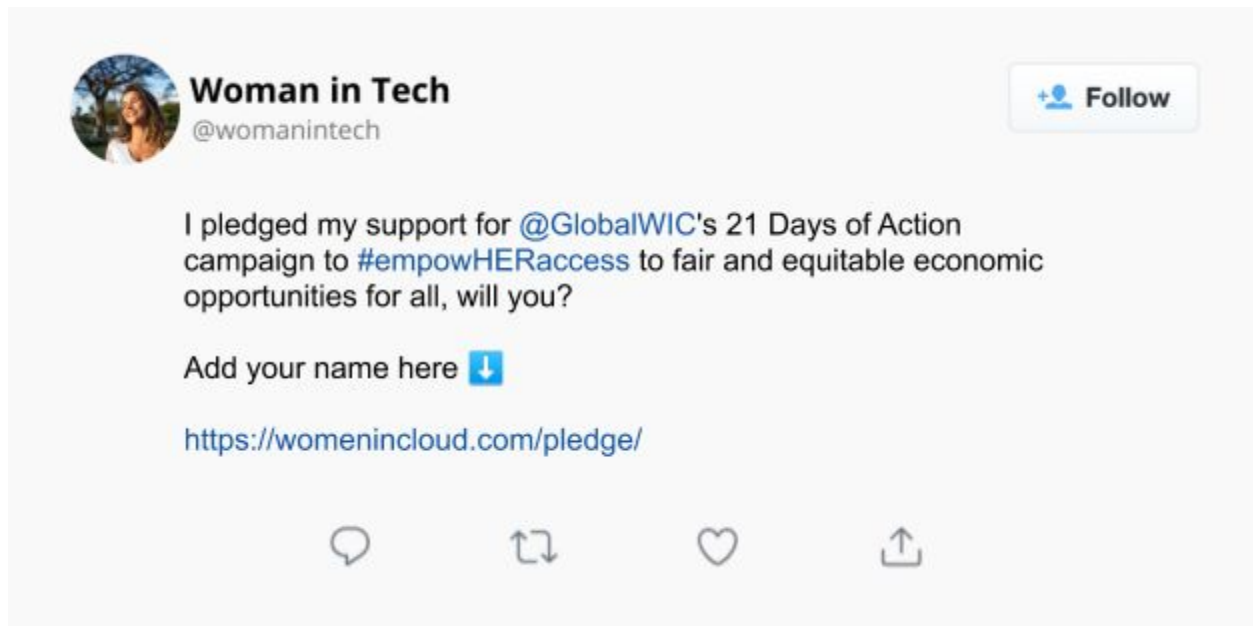 Woman in Tech
@womanintech
Follow
I pledged my support for @GlobalWIC's 21 Days of Action
campaign to #empowHERaccess to fair and equitable economic
opportunities for all, will you?
Add your name here ⬇️
https://womenincloud.com/pledge/